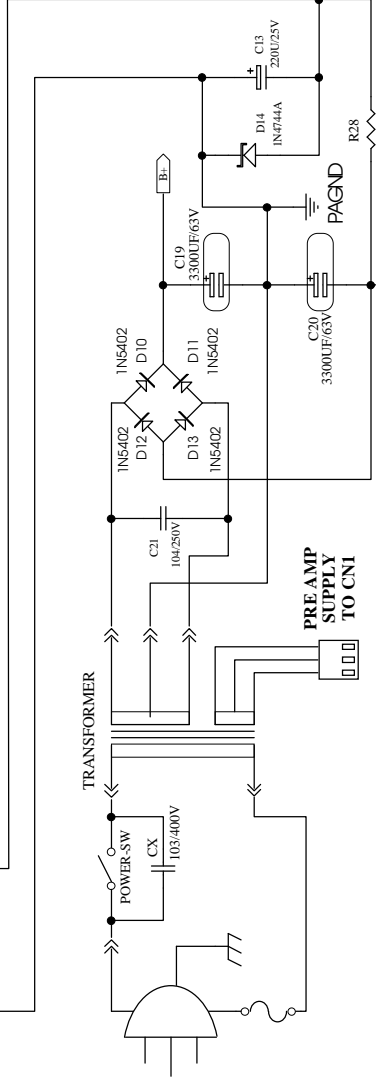 C13
220U/25V
D14
1N4744A
R28
B+
PAGND
C19
3300UF/63V
C20
3300UF/63V
1N5402
D10
D11
1N5402
1N5402
D12
D13
1N5402
C21
104/250V
PRE AMP
SUPPLY
TO CN1
TRANSFORMER
POWER-SW
CX
103/400V